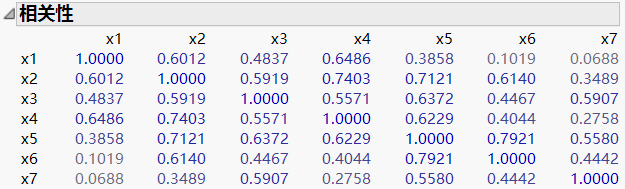 相关性
x1 x2 x3 x4 x5 x6 x7
x1 1.0000 0.6012 0.4837 0.6486 0.3858 0.1019 0.0688
x2 0.6012 1.0000 0.5919 0.7403 0.7121 0.6140 0.3489
x3 0.4837 0.5919 1.0000 0.5571 0.6372 0.4467 0.5907
x4 0.6486 0.7403 0.5571 1.0000 0.6229 0.4044 0.2758
x5 0.3858 0.7121 0.6372 0.6229 1.0000 0.7921 0.5580
x6 0.1019 0.6140 0.4467 0.4044 0.7921 1.0000 0.4442
x7 0.0688 0.3489 0.5907 0.2758 0.5580 0.4442 1.0000